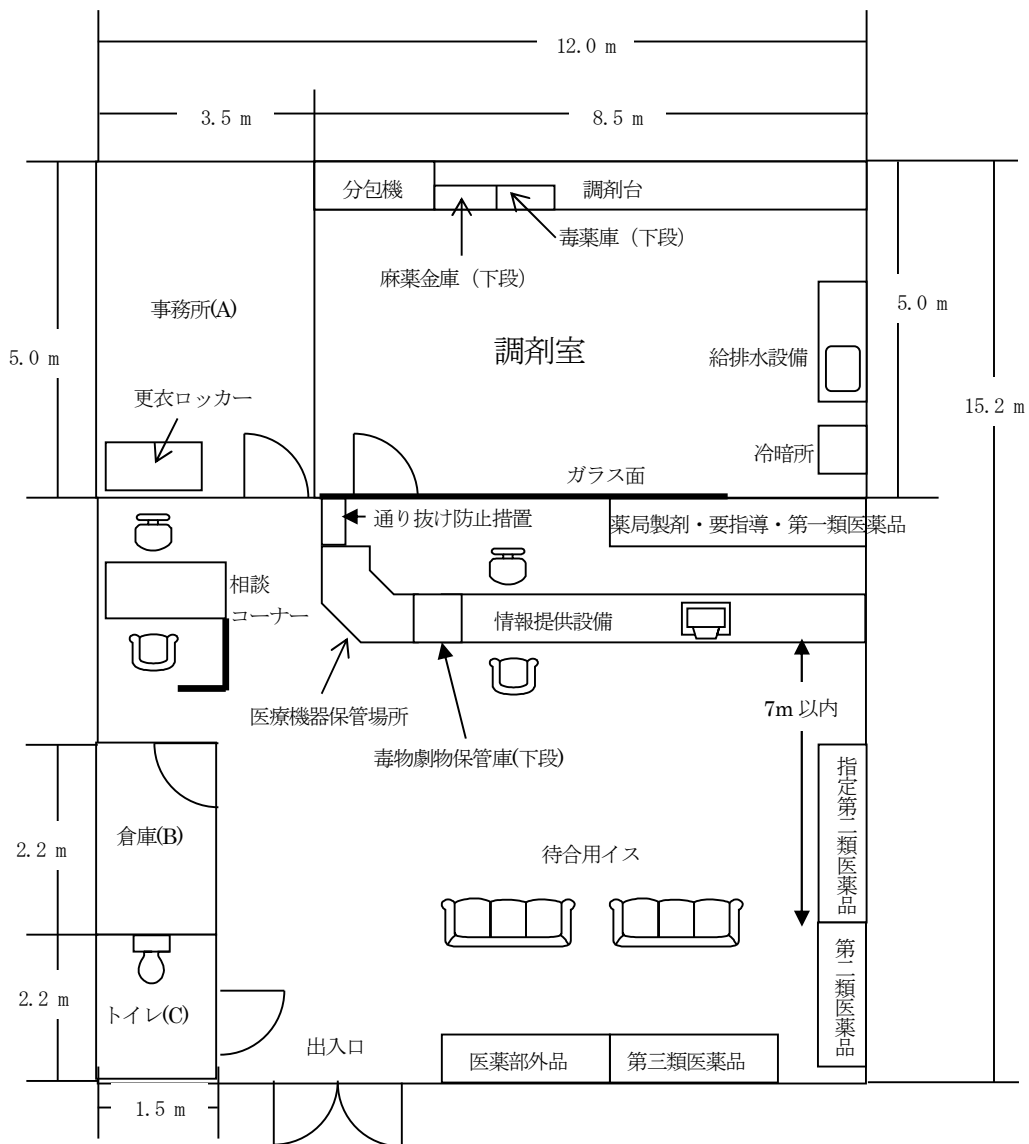 12.0 m
3.5 m
8.5 m
分包機
調剤台
毒薬庫（下段）
麻薬金庫（下段）
事務所(A)
5.0 m
調剤室
給排水設備
5.0 m
15.2 m
更衣ロッカー
冷暗所
ガラス面
通り抜け防止措置
薬局製剤・要指導・第一類医薬品
相談
コーナー
情報提供設備
医療機器保管場所
7m 以内
毒物劇物保管庫(下段)
指定第二類医薬品
倉庫(B)
2.2 m
待合用イス
第二類医薬品
2.2 m
トイレ(C)
出入口
医薬部外品
第三類医薬品
1.5 m